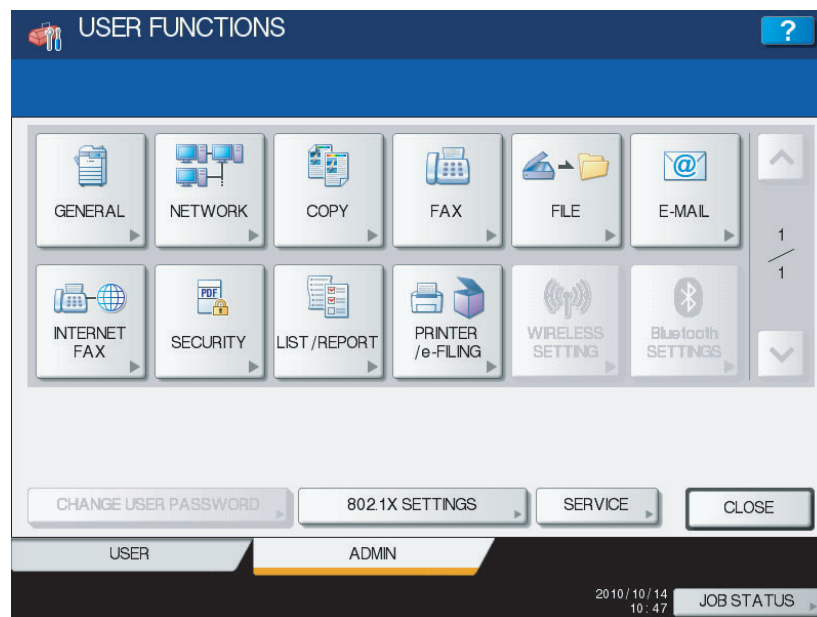 USER FUNCTIONS
?
GENERAL
NETWORK
COPY
FAX
FILE
@
E-MAIL
1
/
1
INTERNET
FAX
PDF
SECURITY
LIST/REPORT
PRINTER
/e-FILING
WIRELESS
SETTING
Bluetooth
SETTINGS
CHANGE USER PASSWORD
802.1X SETTINGS
SERVICE
CLOSE
USER
ADMIN
2010/10/14
10:47
JOB STATUS